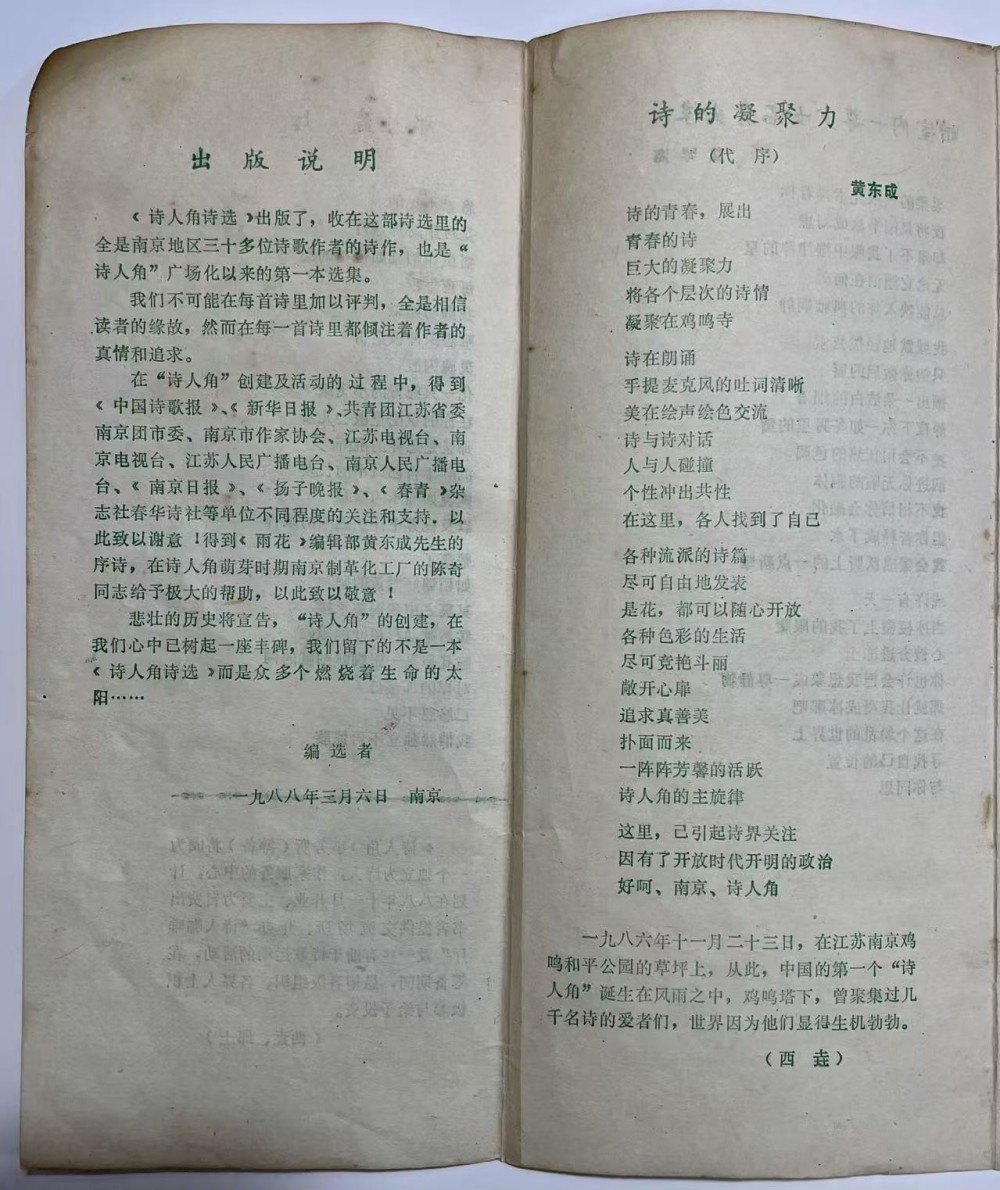 出版说明
《诗人角诗选》出版了，收在这部诗选里的
全是南京地区三十多位诗歌作者的诗作，也是“
诗人角”广场化以来的第一本选集。
我们不可能在每首诗里加以评判，全是相信
读者的缘故，然而在每一首诗里都倾注着作者的
真情和追求。
在“诗人角”创建及活动的过程中，得到
《中国诗歌报》、《新华日报》、共青团江苏省委
南京团市委、南京市作家协会、江苏电视台、南
京电视台、江苏人民广播电台、南京人民广播电
台、《南京日报》、《扬子晚报》、《春青》杂
志社春华诗社等单位不同程度的关注和支持．以
此致以谢意！得到《雨花》编辑部黄东成先生的
序诗，在诗人角萌芽时期南京制革化工厂的陈奇
同志给予极大的帮助，以此致以敬意！
悲壮的历史将宣告，“诗人角”的创建，在
我们心中已树起一座丰碑，我们留下的不是一本
《诗人角诗选》而是众多个燃烧着生命的太
阳……
编选者
一九八八年三月六日 南京
诗的凝聚力
（代序）
黄东成
诗的青春，展出
青春的诗
巨大的凝聚力
将各个层次的诗情
凝聚在鸡鸣寺
诗在朗诵
手提麦克风的吐词清晰
美在绘声绘色交流
诗与诗对话
人与人碰撞
个性冲出共性
在这里，各人找到了自己
各种流派的诗篇
尽可自由地发表
是花，都可以随心开放
各种色彩的生活
尽可竞艳斗丽
敞开心扉
追求真善美
扑面而来
一阵阵芳馨的活跃
诗人角的主旋律
这里，已引起诗界关注
因有了开放时代开明的政治
好呵、南京、诗人角
一九八六年十一月二十三日，在江苏南京鸡
鸣和平公园的草坪上，从此，中国的第一个“诗
人角”诞生在风雨之中，鸡鸣塔下，曾聚集过几
千名诗的爱者们，世界因为他们显得生机勃勃。
（西垚）